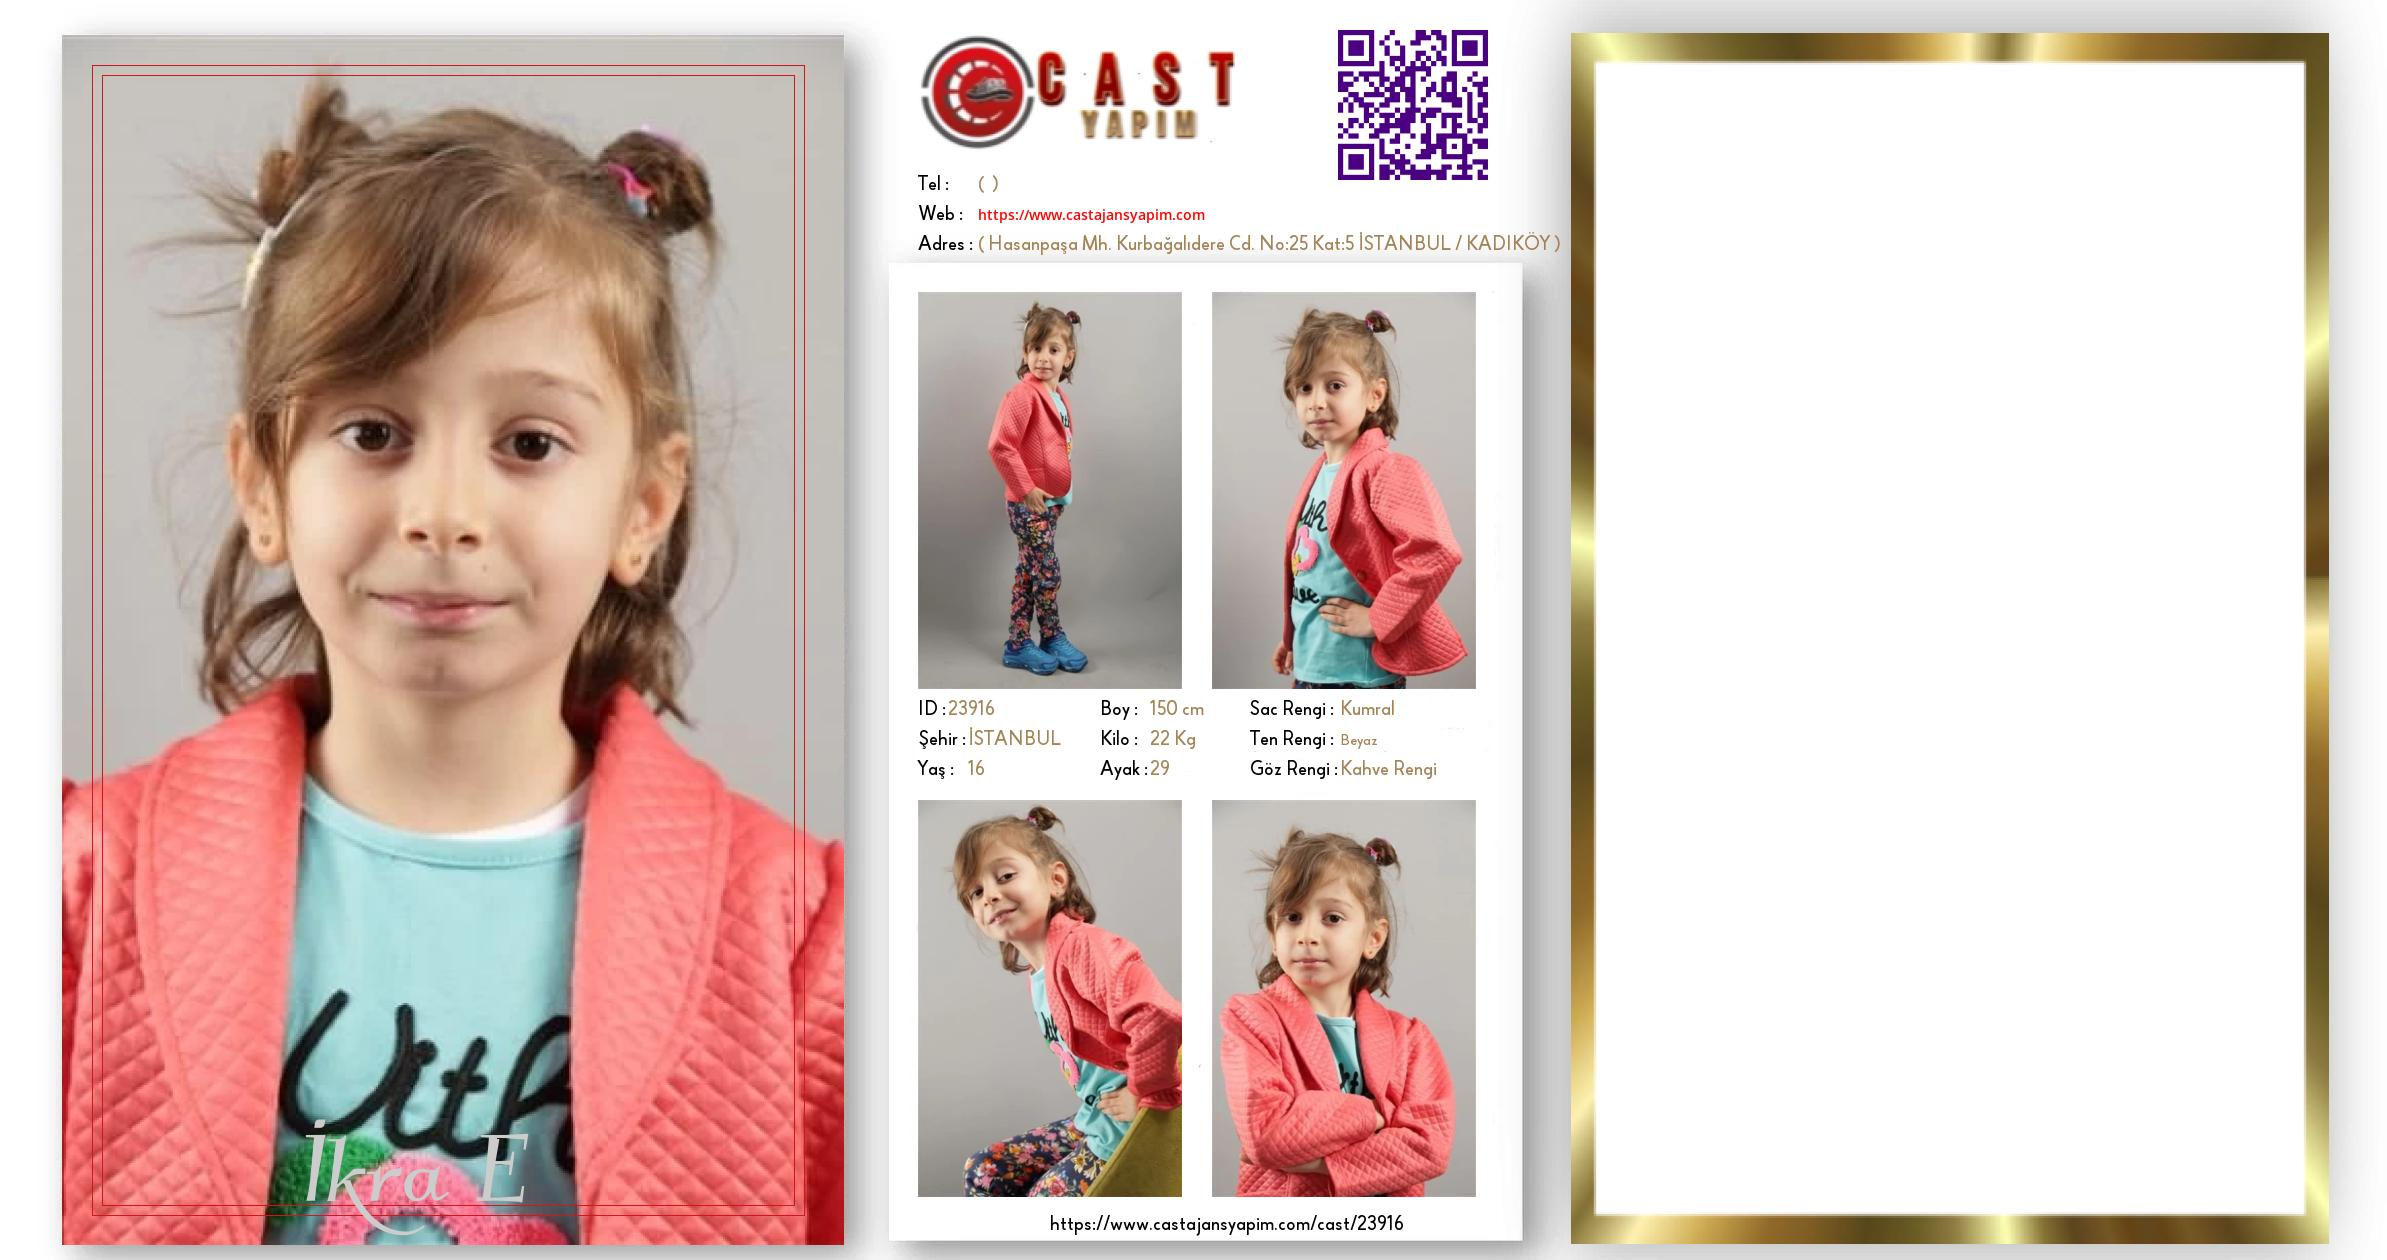 CAST
YAPIM
Tel : ( )
Web : https://www.castajansyapim.com
Adres : ( Hasanpaşa Mh. Kurbağalıdere Cd. No:25 Kat:5 İSTANBUL / KADIKÖY )
ID : 23916 Boy : 150 cm Sac Rengi : Kumral
Şehir : İSTANBUL Kilo : 22 Kg Ten Rengi : Beyaz
Yaş : 16 Ayak : 29 Göz Rengi : Kahve Rengi
https://www.castajansyapim.com/cast/23916
With
İkra E